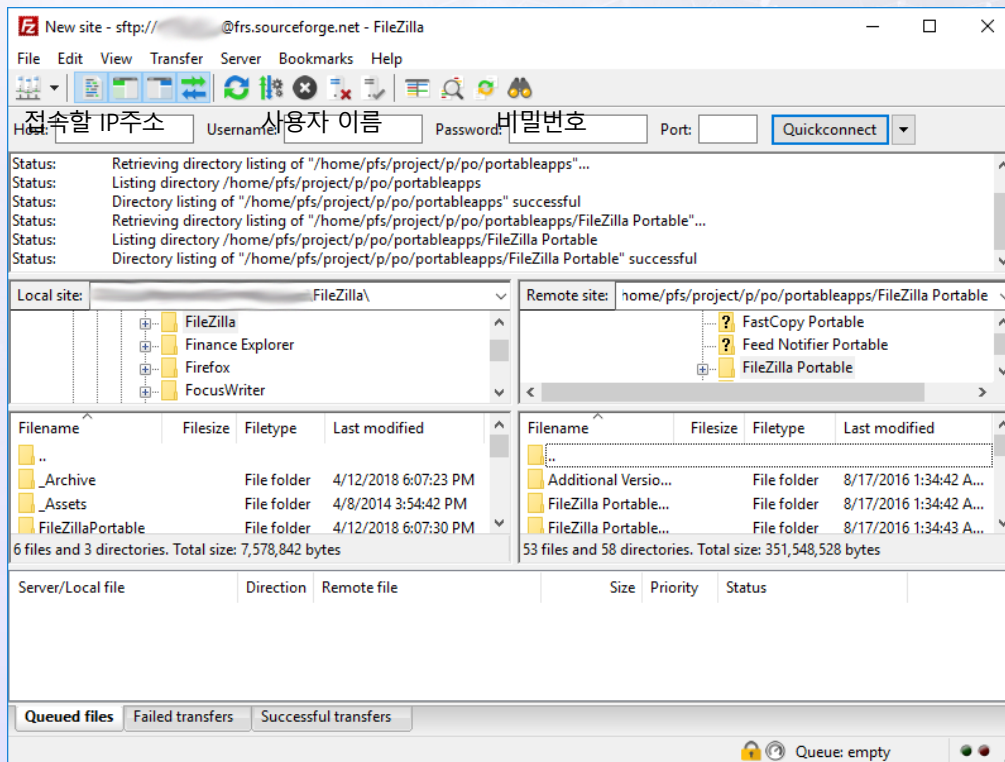 New site - sftp:// @frs.sourceforge.net - FileZilla
File Edit View Transfer Server Bookmarks Help
Host: 접속할 IP주소 Username: 사용자 이름 Password: 비밀번호 Port: Quickconnect
Status: Retrieving directory listing of "/home/pfs/project/p/po/portableapps"...
Status: Listing directory /home/pfs/project/p/po/portableapps
Status: Directory listing of "/home/pfs/project/p/po/portableapps" successful
Status: Retrieving directory listing of "/home/pfs/project/p/po/portableapps/FileZilla Portable"...
Status: Listing directory /home/pfs/project/p/po/portableapps/FileZilla Portable
Status: Directory listing of "/home/pfs/project/p/po/portableapps/FileZilla Portable" successful
Local site: \FileZilla\
FileZilla
Finance Explorer
Firefox
FocusWriter
Remote site: home/pfs/project/p/po/portableapps/FileZilla Portable
? FastCopy Portable
? Feed Notifier Portable
FileZilla Portable
Filename Filesize Filetype Last modified
..
_Archive File folder 4/12/2018 6:07:23 PM
_Assets File folder 4/8/2014 3:54:42 PM
FileZillaPortable File folder 4/12/2018 6:07:30 PM
6 files and 3 directories. Total size: 7,578,842 bytes
Filename Filesize Filetype Last modified
..
Additional Versio... File folder 8/17/2016 1:34:42 A...
FileZilla Portable... File folder 8/17/2016 1:34:42 A...
FileZilla Portable... File folder 8/17/2016 1:34:43 A...
53 files and 58 directories. Total size: 351,548,528 bytes
Server/Local file Direction Remote file Size Priority Status
Queued files Failed transfers Successful transfers
Queue: empty